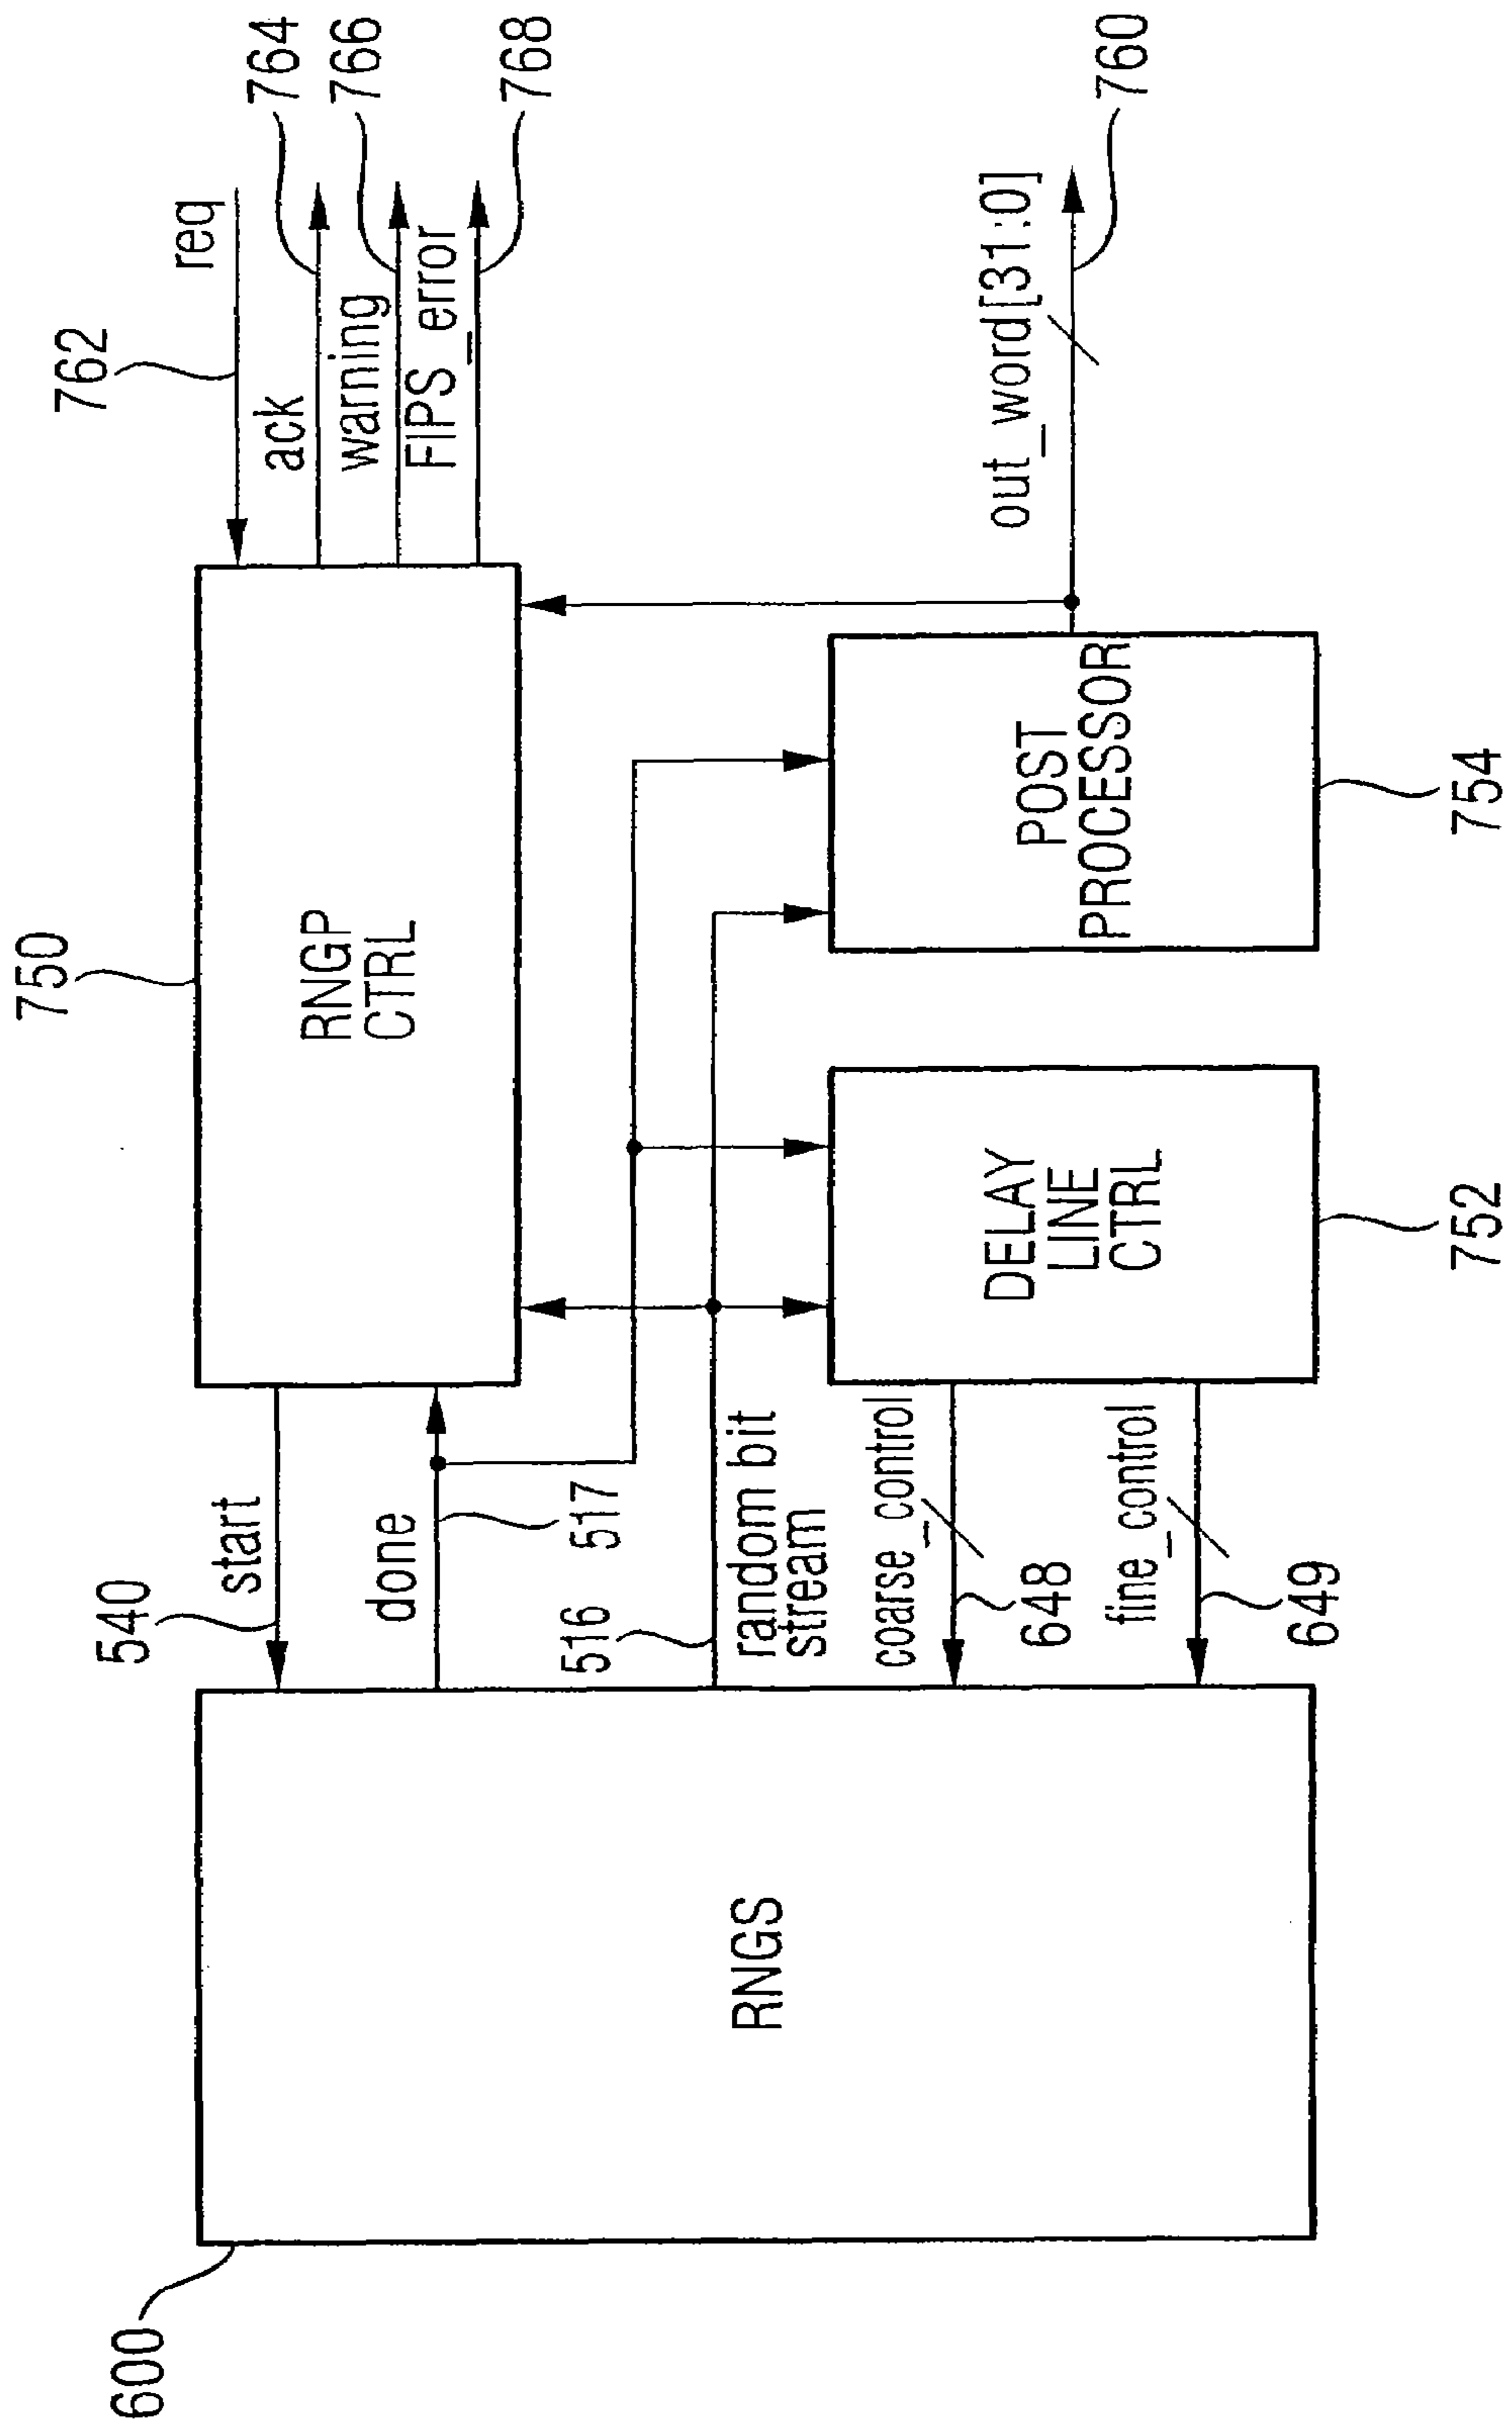 600
RNGS
540
start
done
517
516
random bit
stream
coarse_control
648
fine_control
649
750
RNGP
CTRL
DELAY
LINE
CTRL
752
POST
PROCESSOR
754
762
req
ack
764
warning
766
FIPS_error
768
out_word[31:0]
760